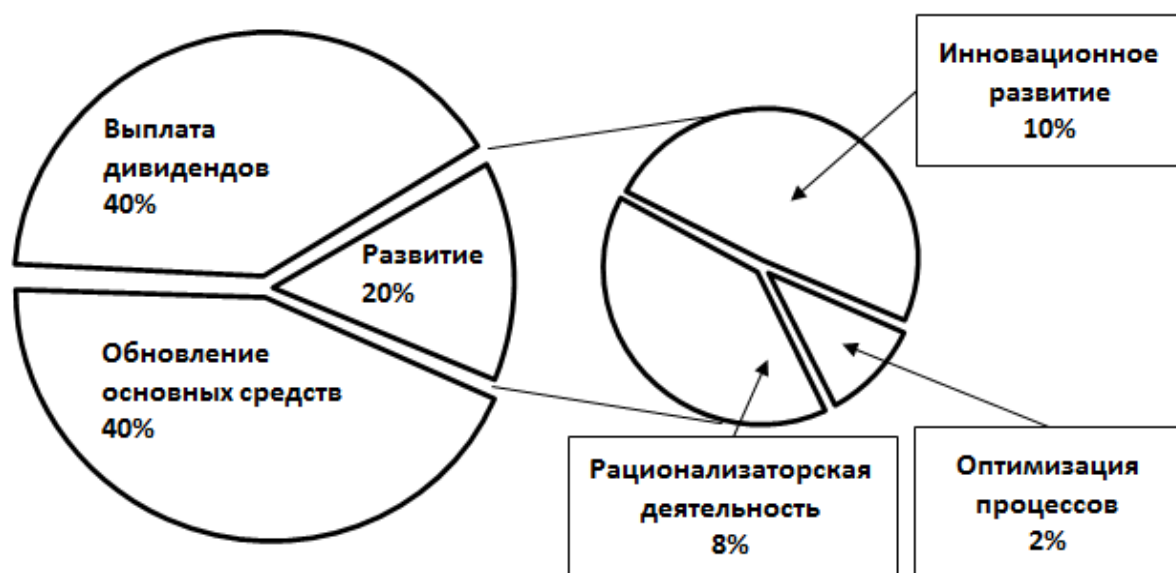 Выплата
дивидендов
40%
Развитие
20%
Обновление
основных средств
40%
Инновационное
развитие
10%
Рационализаторская
деятельность
8%
Оптимизация
процессов
2%